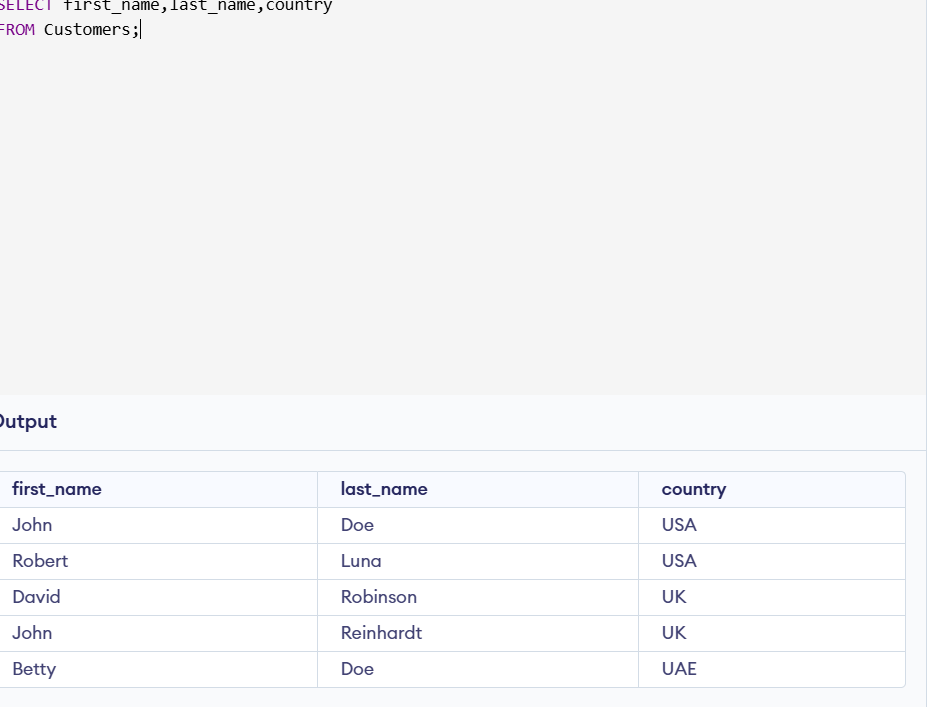 SELECT first_name,last_name,country
FROM Customers;
Output
first_name last_name country
John Doe USA
Robert Luna USA
David Robinson UK
John Reinhardt UK
Betty Doe UAE